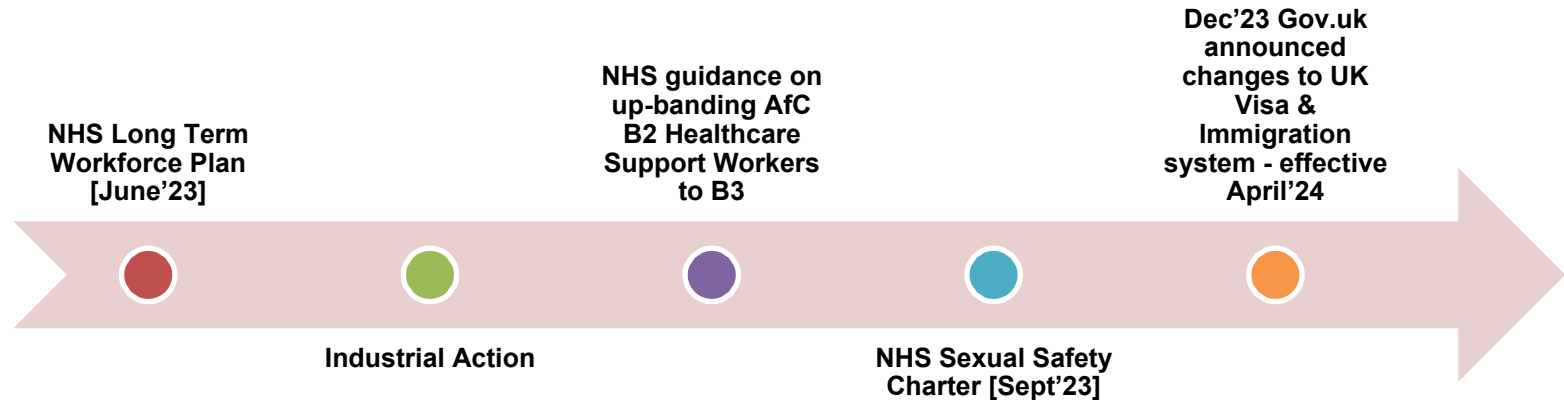 NHS Long Term
Workforce Plan
[June’23]
Industrial Action
NHS guidance on
up-banding AfC
B2 Healthcare
Support Workers
to B3
NHS Sexual Safety
Charter [Sept’23]
Dec’23 Gov.uk
announced
changes to UK
Visa &
Immigration
system - effective
April’24